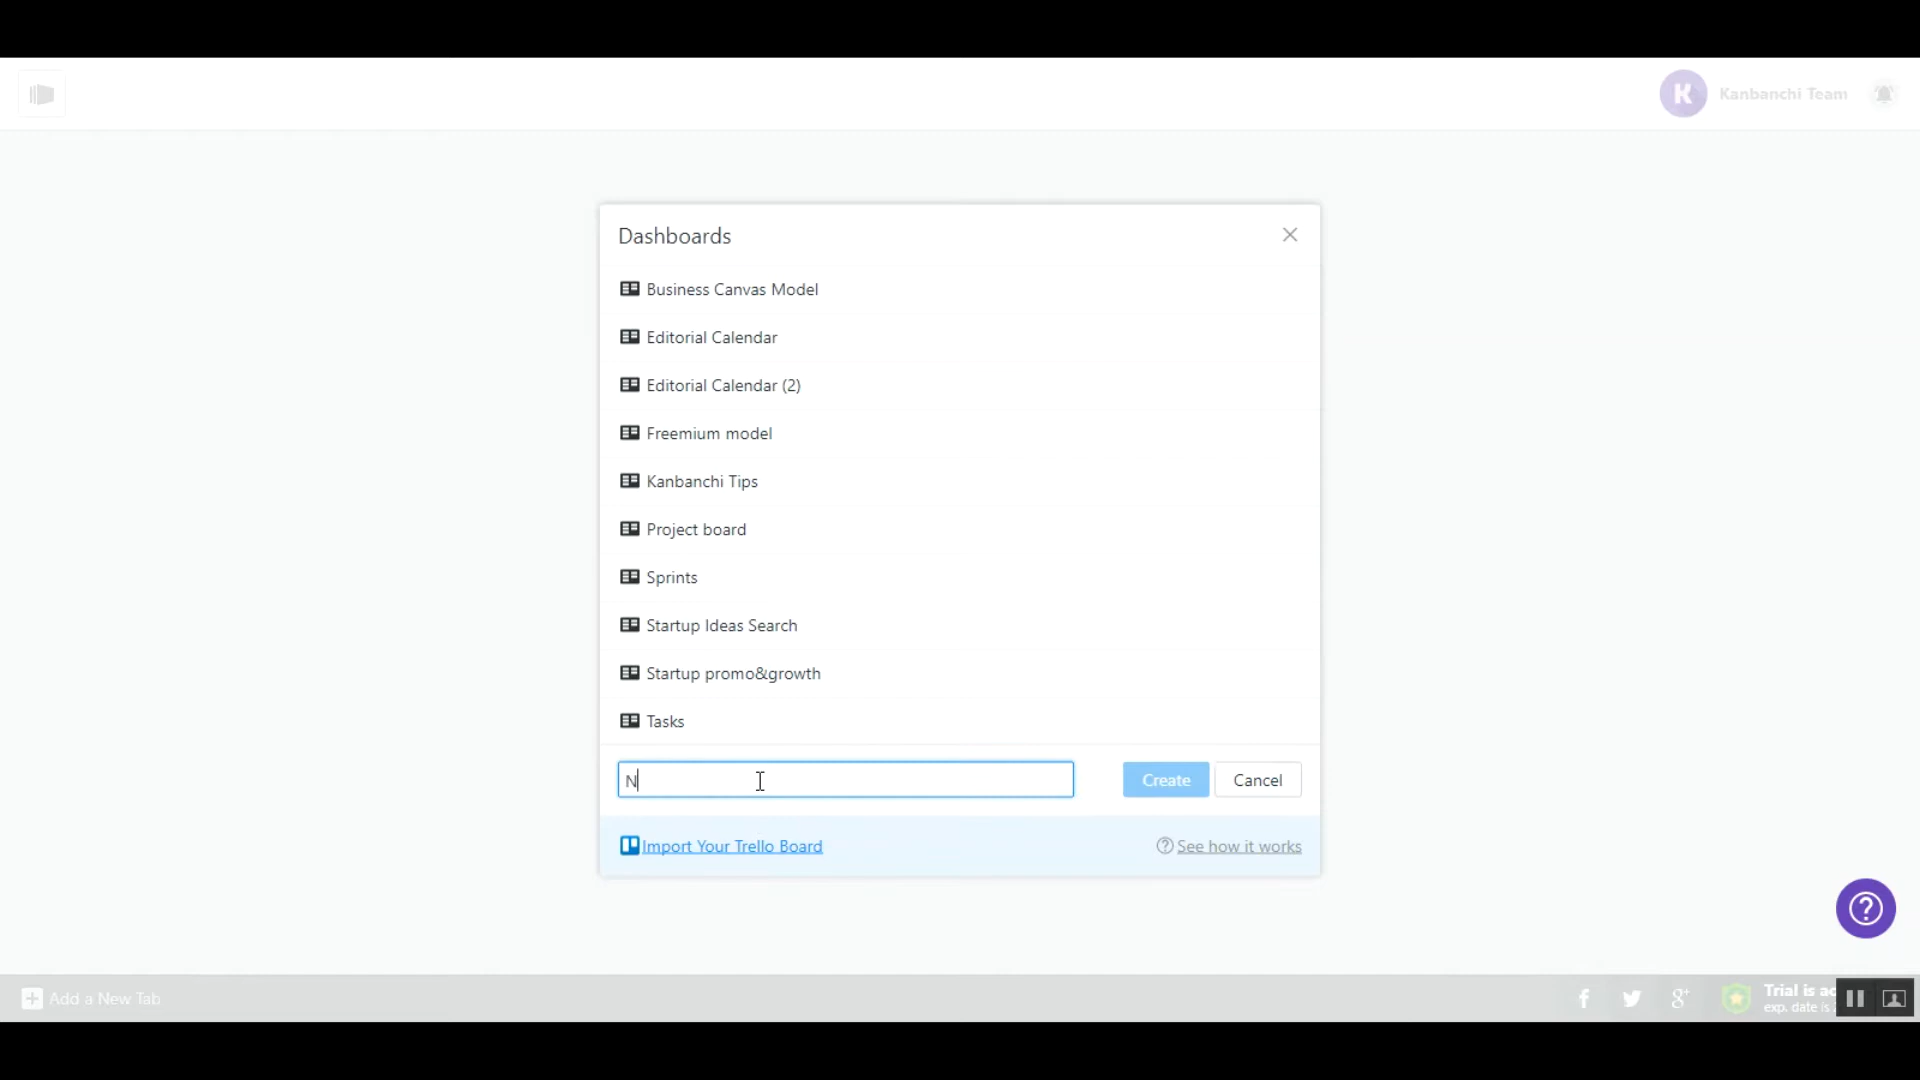 K Kanbanchi Team
Dashboards
Business Canvas Model
Editorial Calendar
Editorial Calendar (2)
Freemium model
Kanbanchi Tips
Project board
Sprints
Startup Ideas Search
Startup promo&growth
Tasks
N Create Cancel
Import Your Trello Board See how it works
Add a New Tab
Trial is
exp. date is